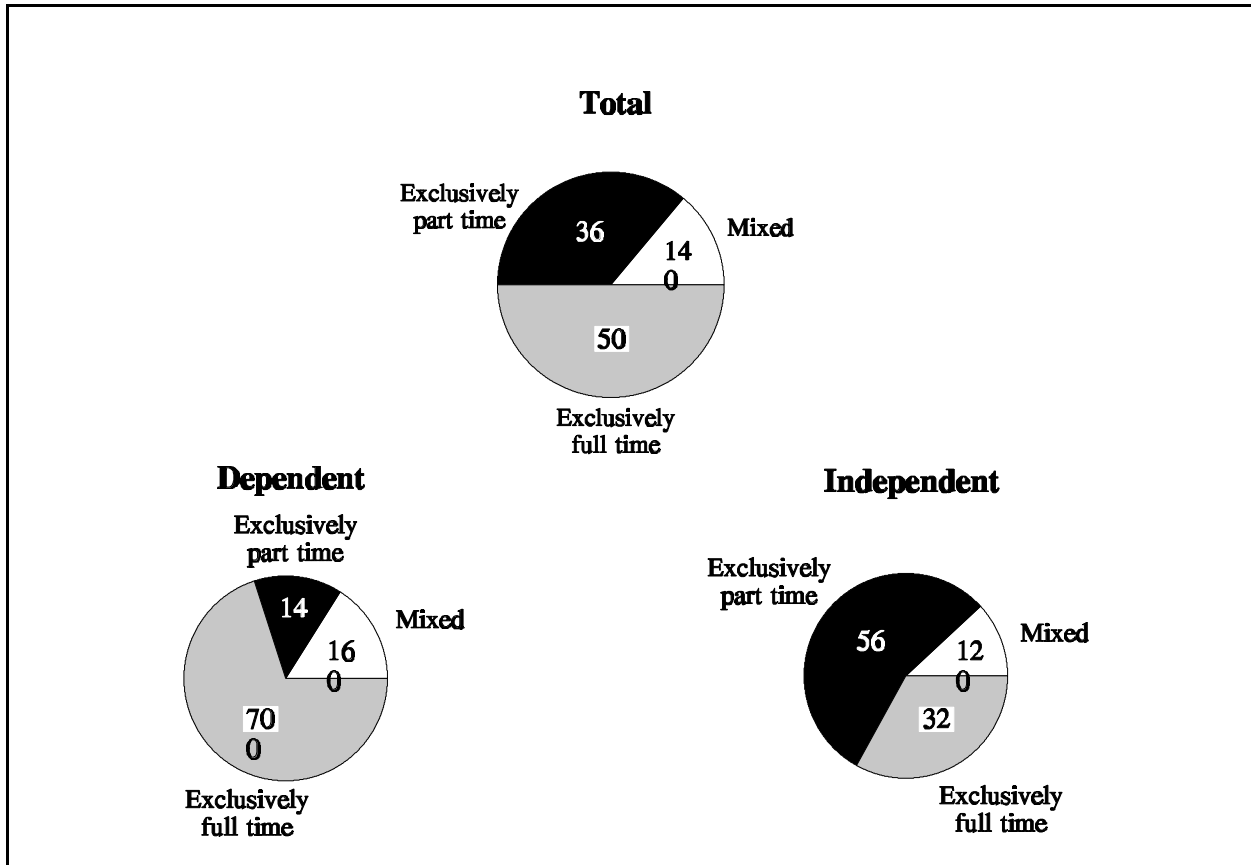 Total
Exclusively
part time
36
Mixed
14
0
50
Exclusively
full time
Dependent
Exclusively
part time
14
Mixed
16
0
70
0
Exclusively
full time
Independent
Exclusively
part time
56
Mixed
12
0
32
Exclusively
full time